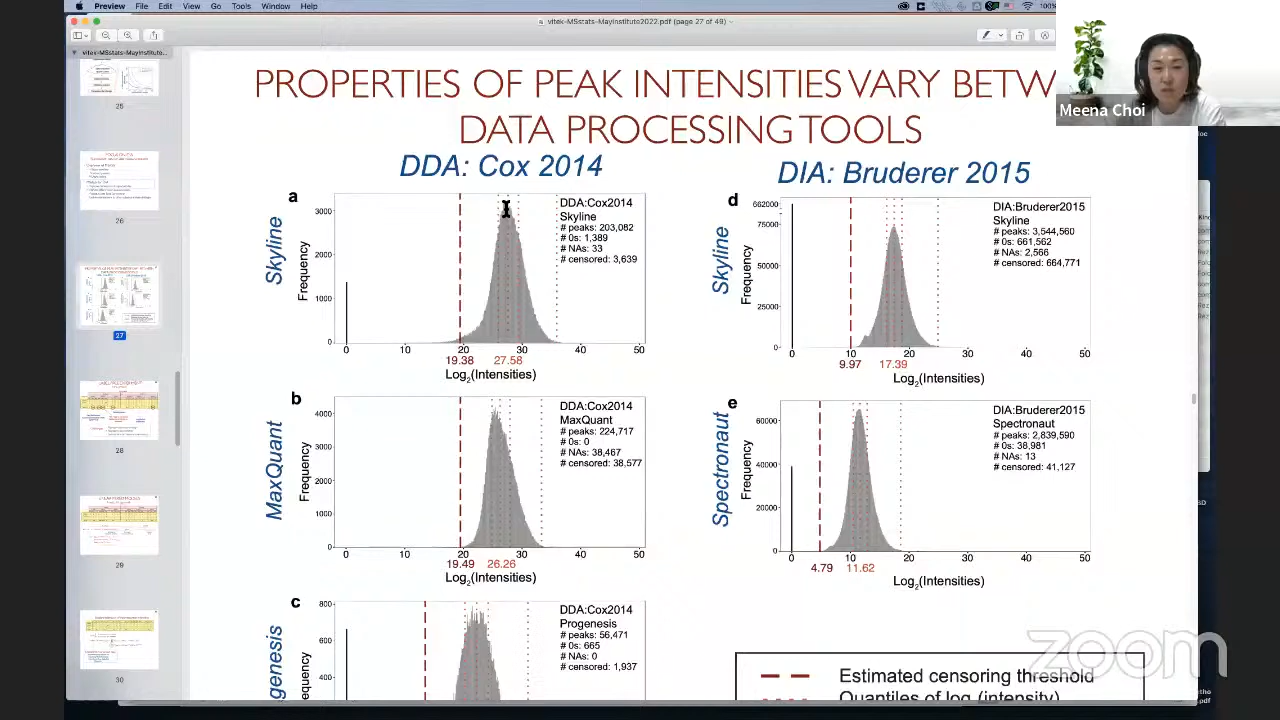 Preview File Edit View Go Tools Window Help
100%
vitek-MSstats-MayInstitute2022.pdf (page 27 of 49)
vitek-MSstats-MayInstitute...
25
26
27
28
29
30
PROPERTIES OF PEAK INTENSITIES VARY BETW
DATA PROCESSING TOOLS
Meena Choi
DDA: Cox 2014
DIA: Bruderer 2015
a
Skyline
Frequency
3000
2000
1000
0
DDA:Cox2014
Skyline
# peaks: 203,082
# 0s: 1,389
# NAs: 33
# censored: 3,639
0 10 20 30 40 50
19.38 27.58
Log2(Intensities)
d
Skyline
Frequency
662000
75000
50000
25000
0
DIA:Bruderer2015
Skyline
# peaks: 3,544,560
# 0s: 661,562
# NAs: 2,566
# censored: 664,771
0 10 20 30 40 50
9.97 17.39
Log2(Intensities)
b
MaxQuant
Frequency
4000
3000
2000
1000
0
DDA:Cox2014
MaxQuant
# peaks: 224,717
# 0s: 0
# NAs: 38,467
# censored: 38,577
0 10 20 30 40 50
19.49 26.26
Log2(Intensities)
e
Spectronaut
Frequency
60000
40000
20000
0
DIA:Bruderer2015
Spectronaut
# peaks: 2,839,590
# 0s: 38,981
# NAs: 13
# censored: 41,127
0 10 20 30 40 50
4.79 11.62
Log2(Intensities)
c
genesis
equency
800
600
400
DDA:Cox2014
Progenesis
# peaks: 56,471
# 0s: 665
# NAs: 0
# censored: 1,937
Estimated censoring threshold
Quantiles of log2(intensity)
zoom